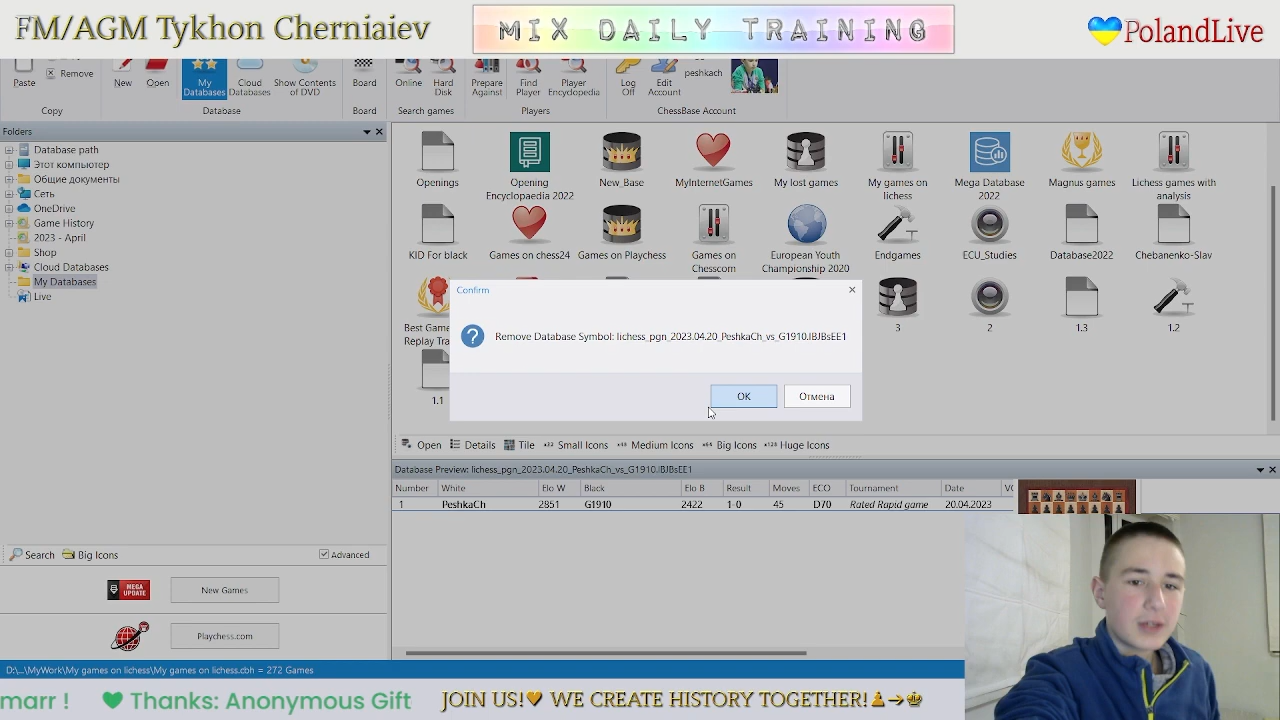 FM/AGM Tykhon Cherniaiev
MIX DAILY TRAINING
PolandLive
Paste
Remove
New
Open
My Databases
Cloud Databases
Show Contents of DVD
Board
Online
Hard Disk
Prepare Against
Find Player
Player Encyclopedia
Log Off
Edit Account
peshkach
Copy
Database
Board
Search games
Players
ChessBase Account
Folders
Database path
Этот компьютер
Общие документы
Сеть
OneDrive
Game History
2023 - April
Shop
Cloud Databases
My Databases
Live
Openings
Opening Encyclopaedia 2022
New_Base
MyInternetGames
My lost games
My games on lichess
Mega Database 2022
Magnus games
Lichess games with analysis
KID For black
Games on chess24
Games on Playchess
Games on Chesscom
European Youth Championship 2020
Endgames
ECU_Studies
Database2022
Chebanenko-Slav
Best Game
Replay Tra
3
2
1.3
1.2
1.1
Confirm
Remove Database Symbol: lichess_pgn_2023.04.20_PeshkaCh_vs_G1910.IBJBsEE1
OK
Отмена
Open Details Tile Small Icons Medium Icons Big Icons Huge Icons
Database Preview: lichess_pgn_2023.04.20_PeshkaCh_vs_G1910.IBJBsEE1
Number White Elo W Black Elo B Result Moves ECO Tournament Date
1 PeshkaCh 2851 G1910 2422 1-0 45 D70 Rated Rapid game 20.04.2023
Search Big Icons Advanced
MEGA UPDATE
New Games
Playchess.com
D:\...\MyWork\My games on lichess\My games on lichess.cbh = 272 Games
marr ! Thanks: Anonymous Gift
JOIN US! WE CREATE HISTORY TOGETHER!